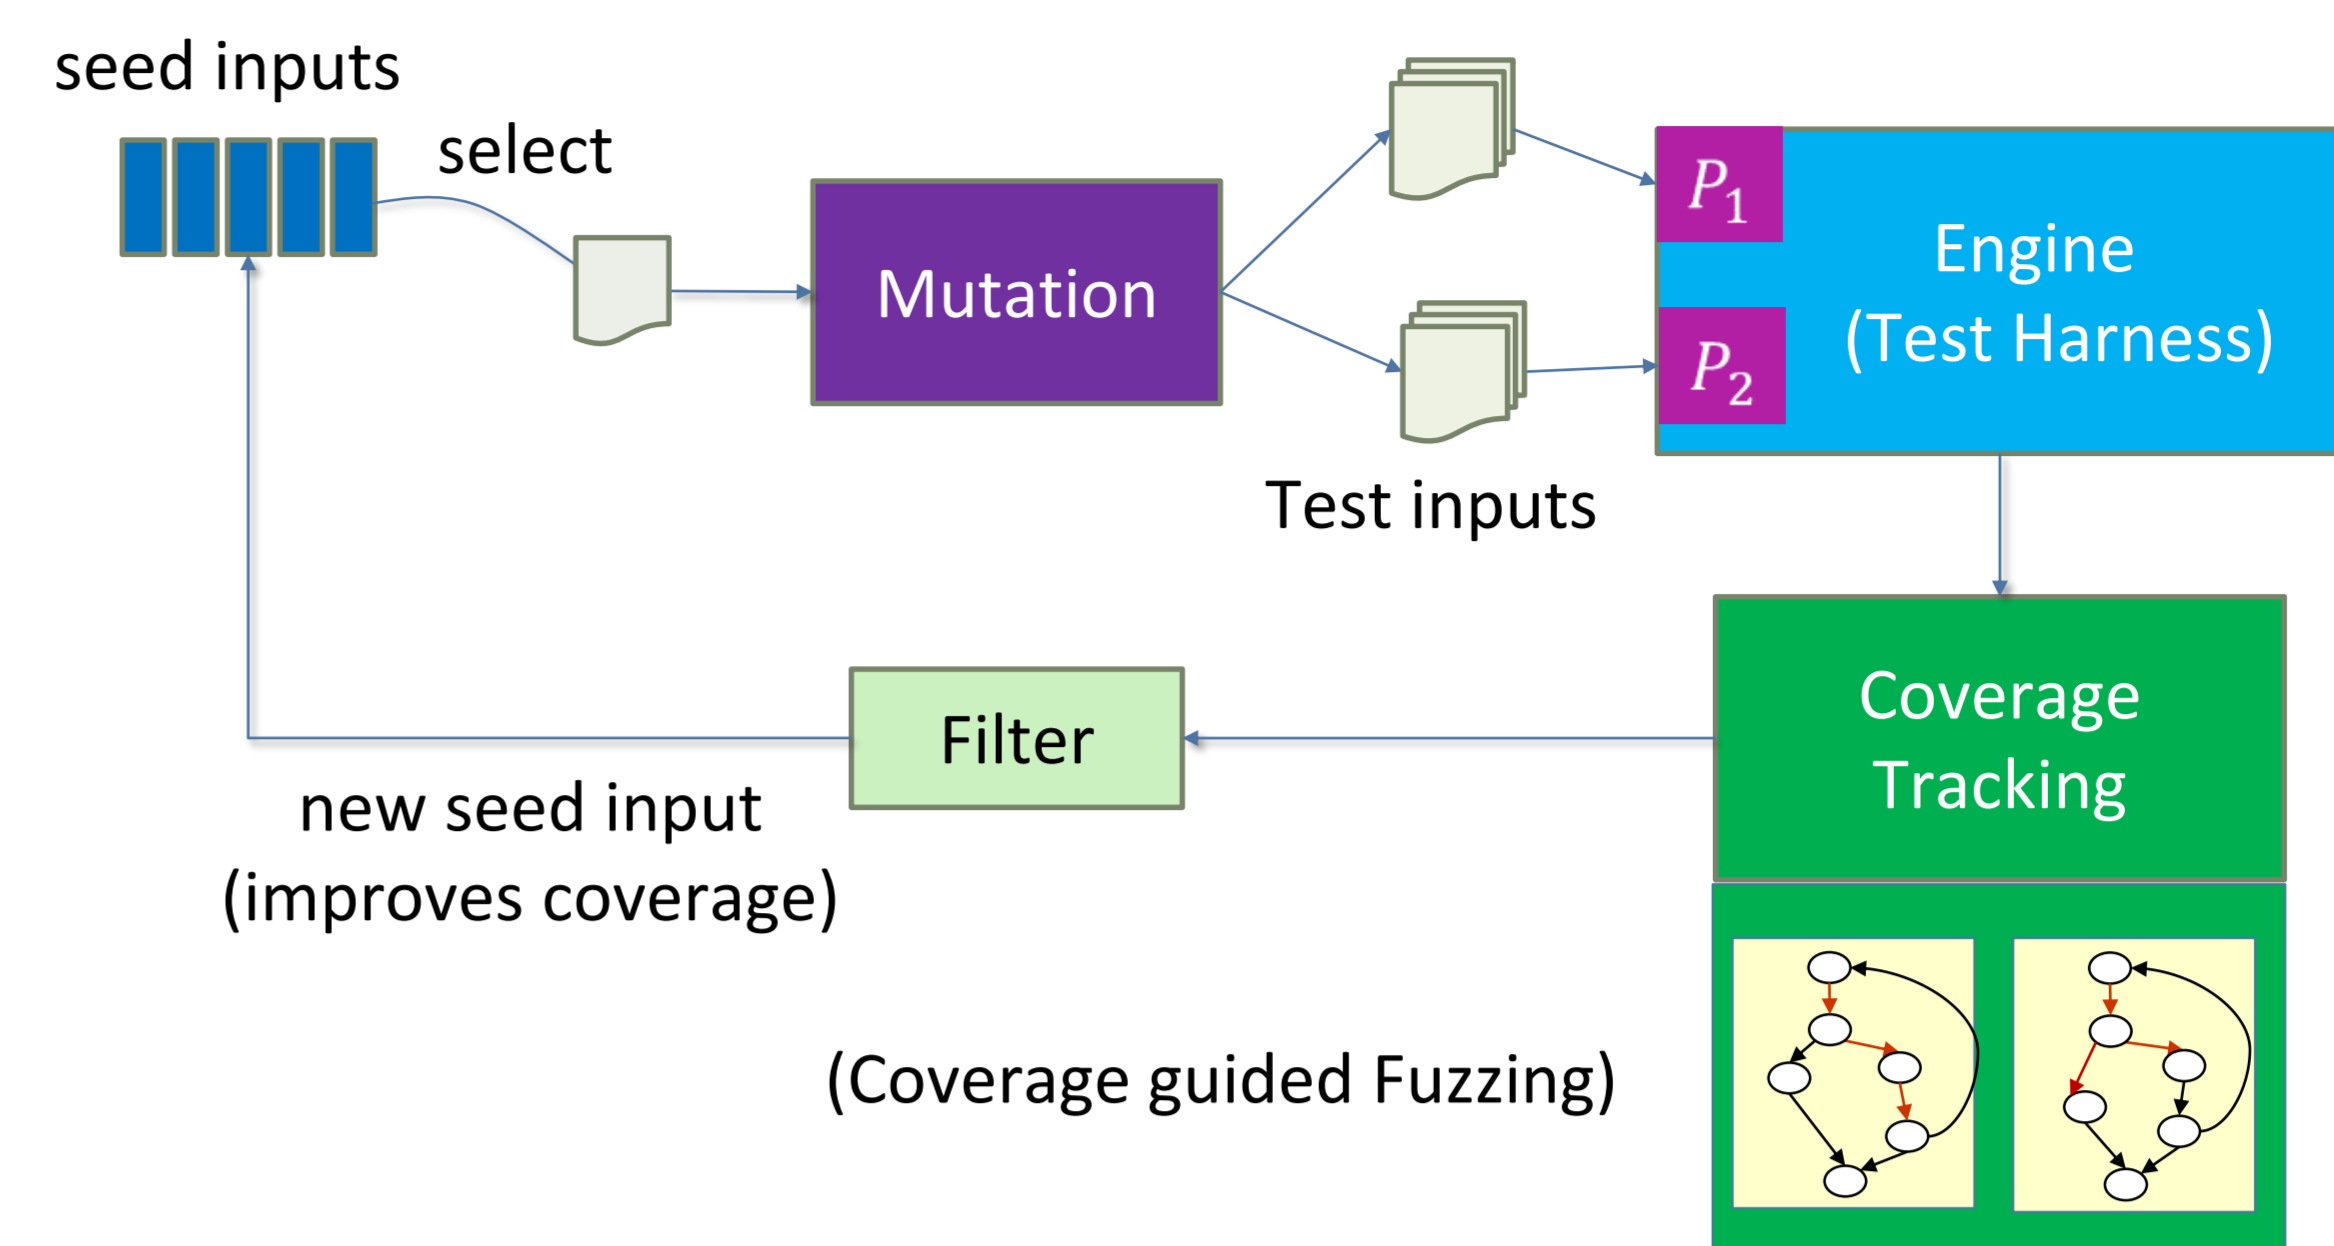 seed inputs
select
Mutation
P₁
P₂
Engine
(Test Harness)
Test inputs
Coverage
Tracking
Filter
new seed input
(improves coverage)
(Coverage guided Fuzzing)